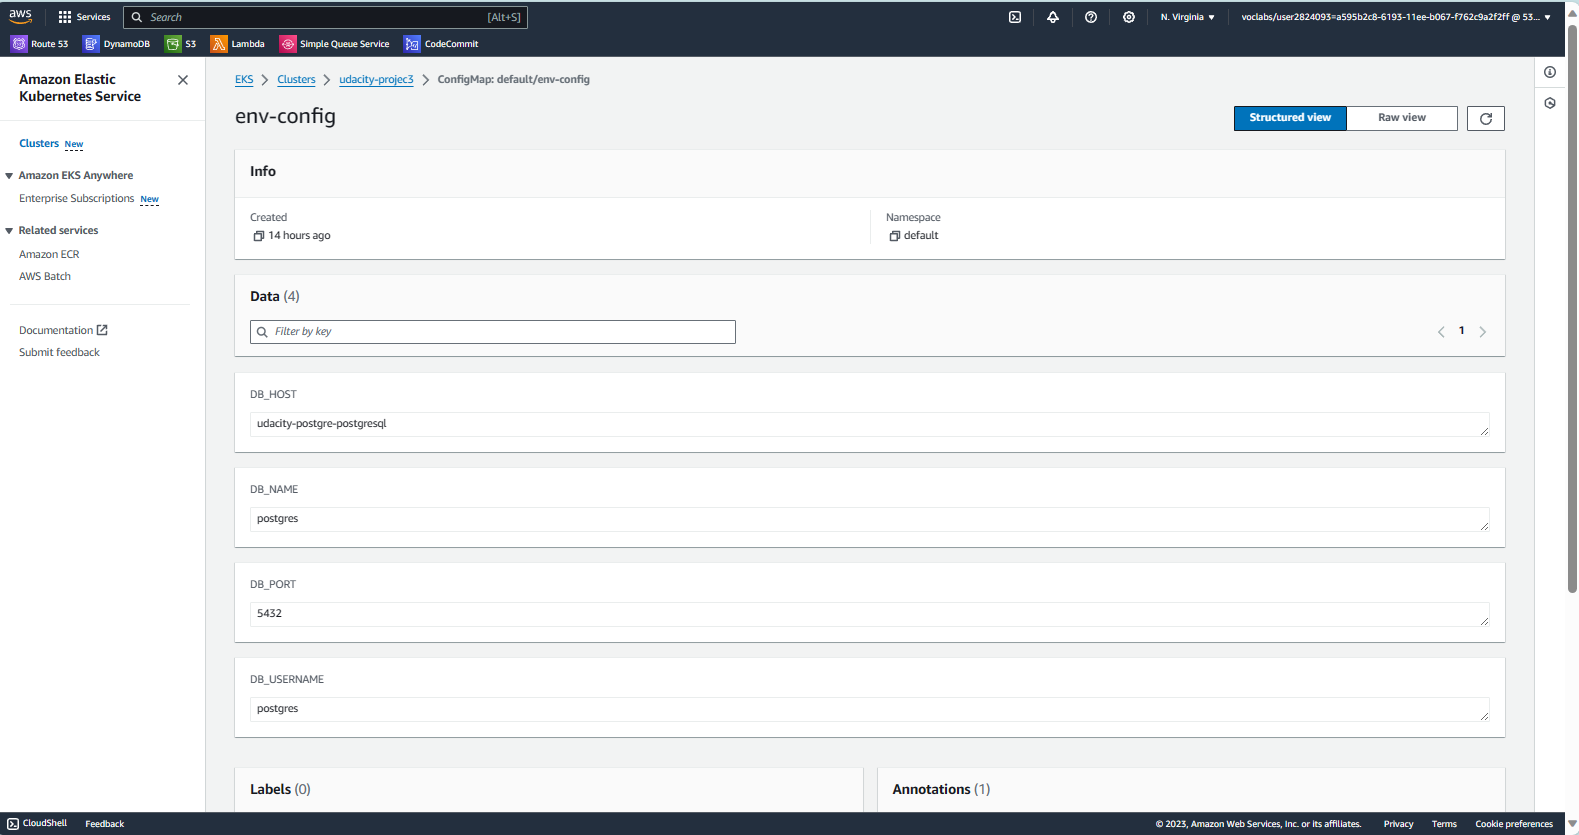 aws
Services
Search
[Alt+S]
N. Virginia
voclabs/user2824093=a595b2c8-6193-11ee-b067-f762c9a2f2ff @ 53...
Route 53
DynamoDB
S3
Lambda
Simple Queue Service
CodeCommit
Amazon Elastic
Kubernetes Service
Clusters New
Amazon EKS Anywhere
Enterprise Subscriptions New
Related services
Amazon ECR
AWS Batch
Documentation
Submit feedback
EKS
Clusters
udacity-projec3
ConfigMap: default/env-config
env-config
Structured view
Raw view
Info
Created
14 hours ago
Namespace
default
Data (4)
Filter by key
1
DB_HOST
udacity-postgre-postgresql
DB_NAME
postgres
DB_PORT
5432
DB_USERNAME
postgres
Labels (0)
Annotations (1)
CloudShell
Feedback
© 2023, Amazon Web Services, Inc. or its affiliates.
Privacy
Terms
Cookie preferences